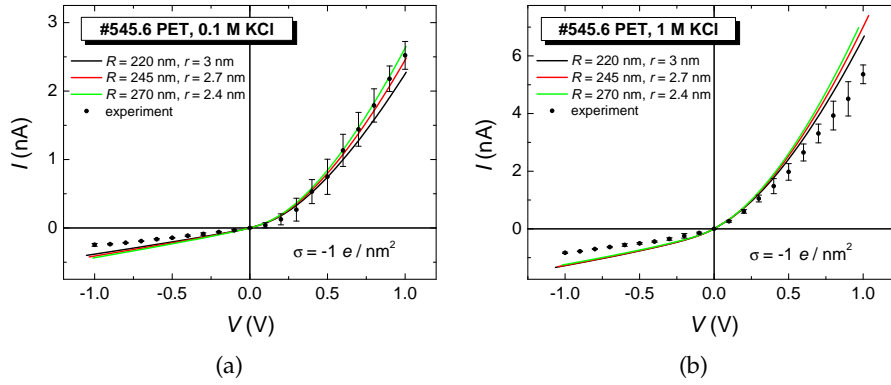 #545.6 PET, 0.1 M KCl
R = 220 nm, r = 3 nm
R = 245 nm, r = 2.7 nm
R = 270 nm, r = 2.4 nm
experiment
I (nA)
3
2
1
0
σ = -1 e / nm²
-1.0 -0.5 0.0 0.5 1.0
V (V)
(a)
#545.6 PET, 1 M KCl
R = 220 nm, r = 3 nm
R = 245 nm, r = 2.7 nm
R = 270 nm, r = 2.4 nm
experiment
I (nA)
6
4
2
0
σ = -1 e / nm²
-1.0 -0.5 0.0 0.5 1.0
V (V)
(b)